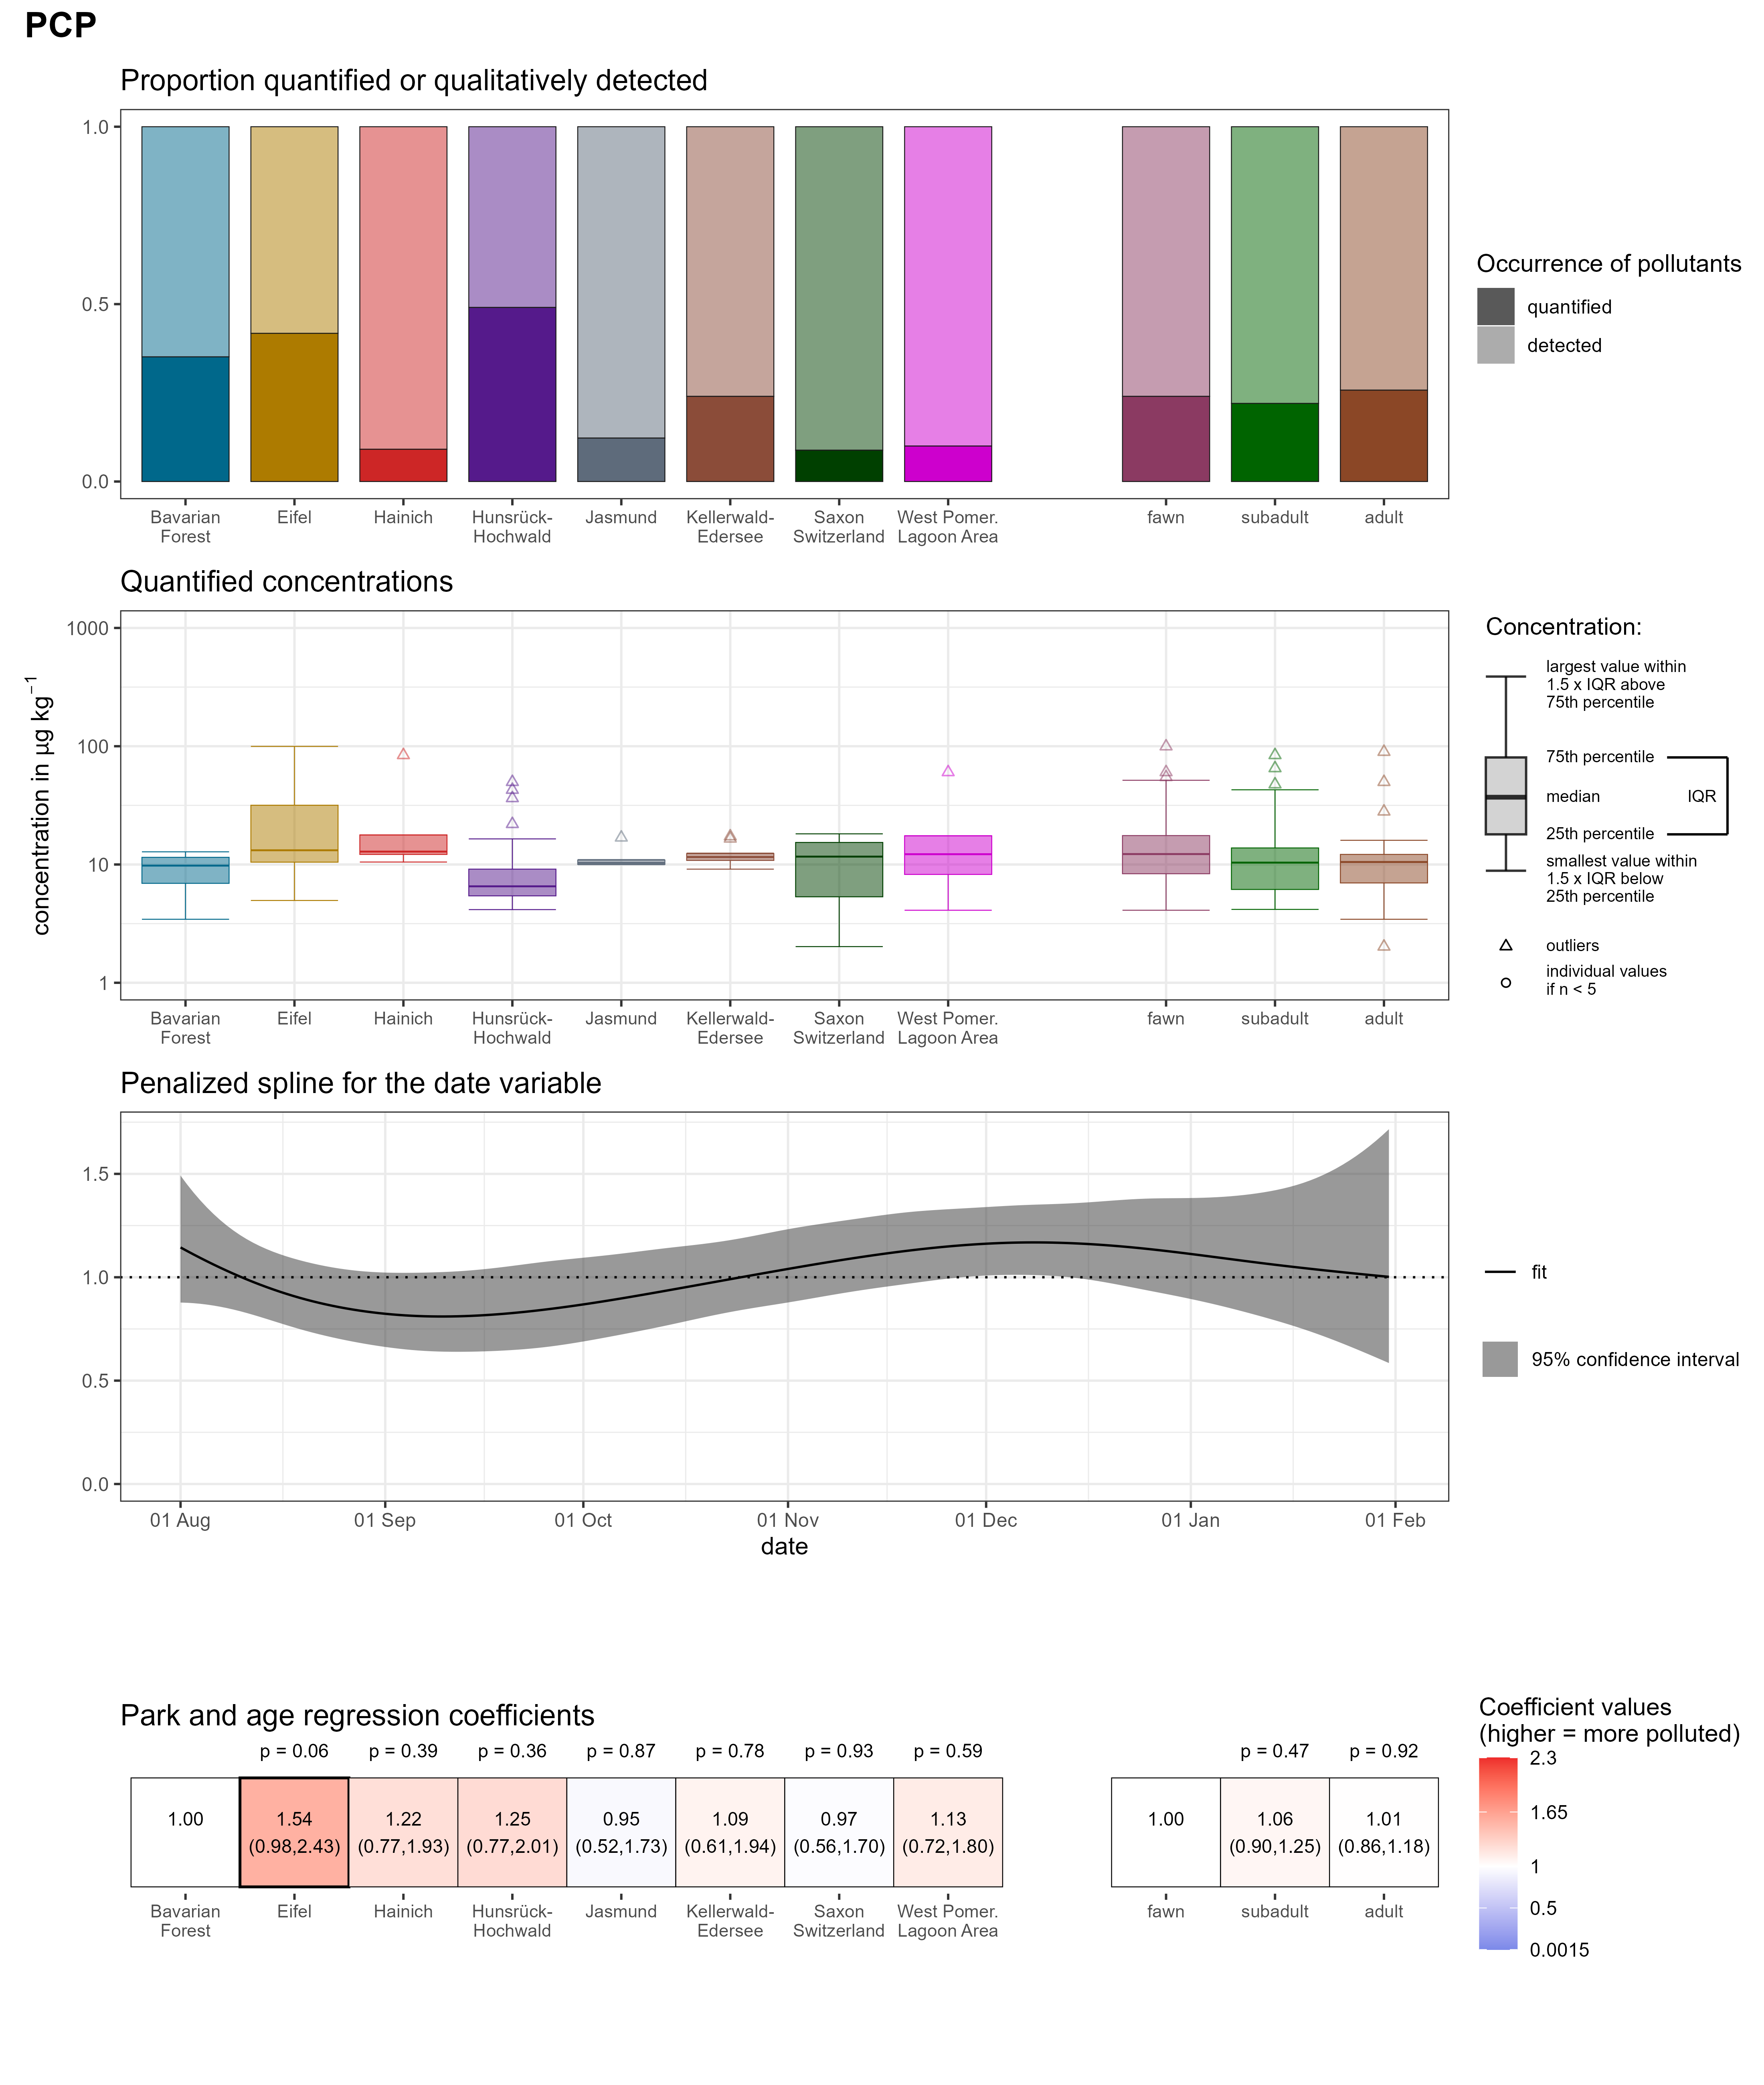 PCP
Proportion quantified or qualitatively detected
1.0
0.5
0.0
Bavarian
Forest
Eifel
Hainich
Hunsrück-
Hochwald
Jasmund
Kellerwald-
Edersee
Saxon
Switzerland
West Pomer.
Lagoon Area
fawn
subadult
adult
Occurrence of pollutants
quantified
detected
Quantified concentrations
concentration in µg kg⁻¹
1000
100
10
1
Bavarian
Forest
Eifel
Hainich
Hunsrück-
Hochwald
Jasmund
Kellerwald-
Edersee
Saxon
Switzerland
West Pomer.
Lagoon Area
fawn
subadult
adult
Concentration:
largest value within
1.5 x IQR above
75th percentile
75th percentile
median
IQR
25th percentile
smallest value within
1.5 x IQR below
25th percentile
outliers
individual values
if n < 5
Penalized spline for the date variable
1.5
1.0
0.5
0.0
01 Aug
01 Sep
01 Oct
01 Nov
01 Dec
01 Jan
01 Feb
date
fit
95% confidence interval
Park and age regression coefficients
p = 0.06
p = 0.39
p = 0.36
p = 0.87
p = 0.78
p = 0.93
p = 0.59
p = 0.47
p = 0.92
1.00
1.54
(0.98,2.43)
1.22
(0.77,1.93)
1.25
(0.77,2.01)
0.95
(0.52,1.73)
1.09
(0.61,1.94)
0.97
(0.56,1.70)
1.13
(0.72,1.80)
1.00
1.06
(0.90,1.25)
1.01
(0.86,1.18)
Bavarian
Forest
Eifel
Hainich
Hunsrück-
Hochwald
Jasmund
Kellerwald-
Edersee
Saxon
Switzerland
West Pomer.
Lagoon Area
fawn
subadult
adult
Coefficient values
(higher = more polluted)
2.3
1.65
1
0.5
0.0015